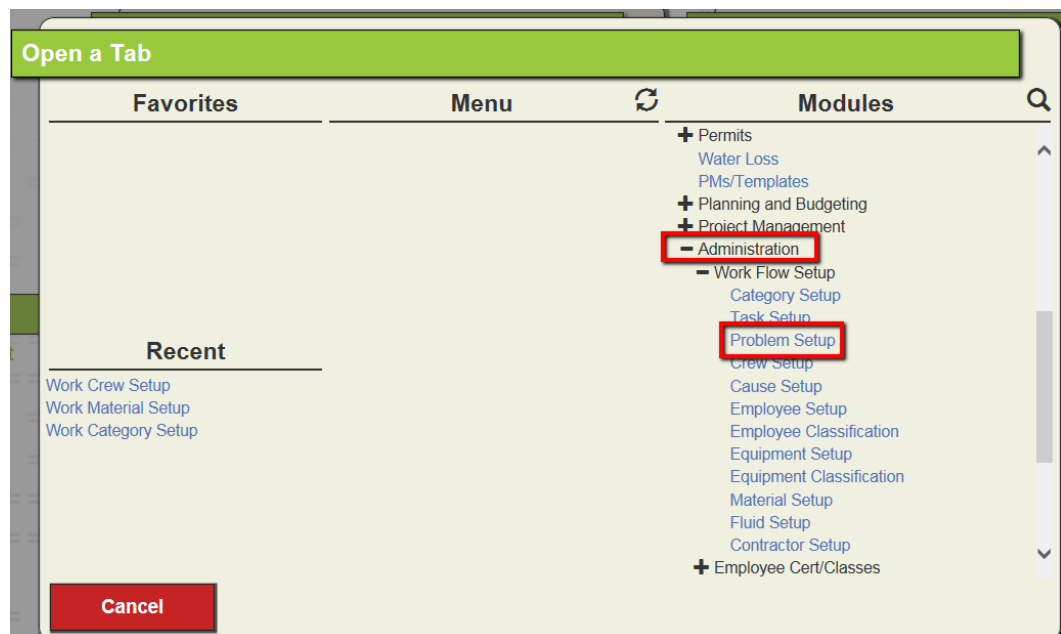 Open a Tab
Favorites
Menu
Modules
Permits
Water Loss
PMs/Templates
Planning and Budgeting
Project Management
Administration
Work Flow Setup
Category Setup
Task Setup
Problem Setup
Crew Setup
Cause Setup
Employee Setup
Employee Classification
Equipment Setup
Equipment Classification
Material Setup
Fluid Setup
Contractor Setup
Employee Cert/Classes
Recent
Work Crew Setup
Work Material Setup
Work Category Setup
Cancel